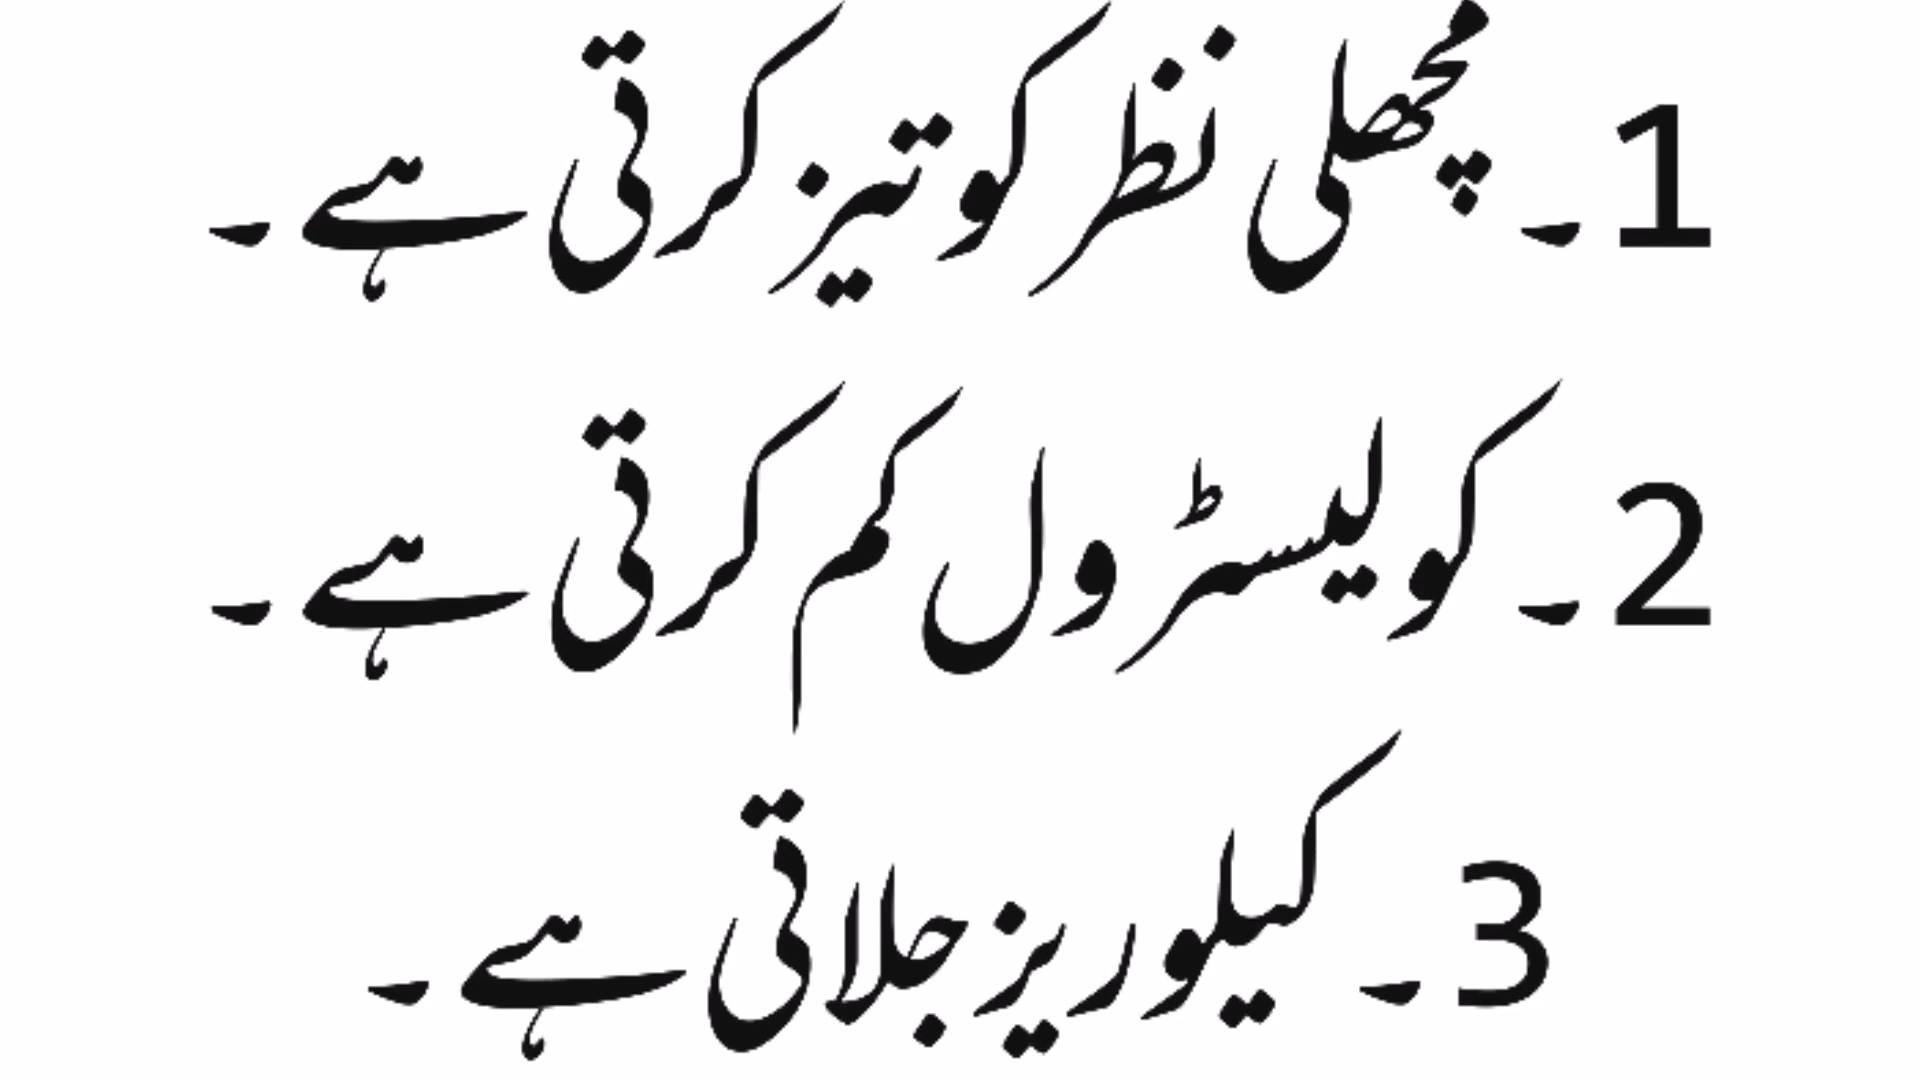 1۔ مچھلی نظر کو تیز کرتی ہے ۔
2۔ کولیسٹرول کم کرتی ہے ۔
3۔ کیلوریز جلاتی ہے ۔